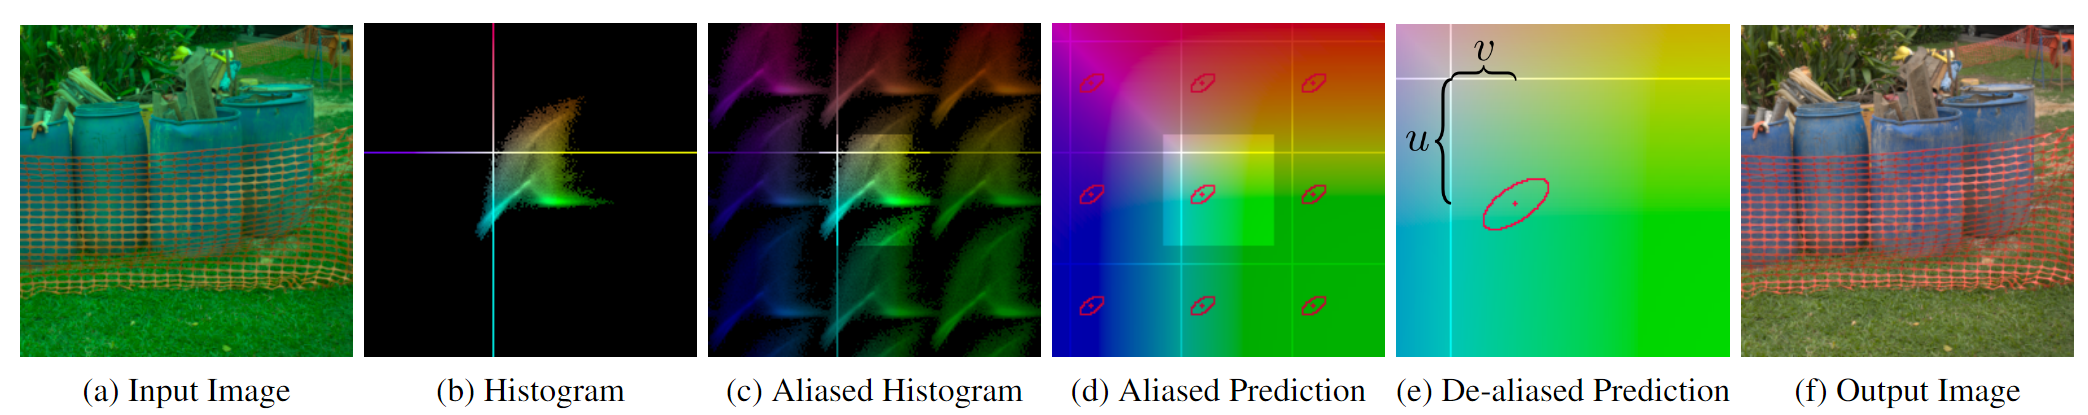 v
u
(a) Input Image (b) Histogram (c) Aliased Histogram (d) Aliased Prediction (e) De-aliased Prediction (f) Output Image